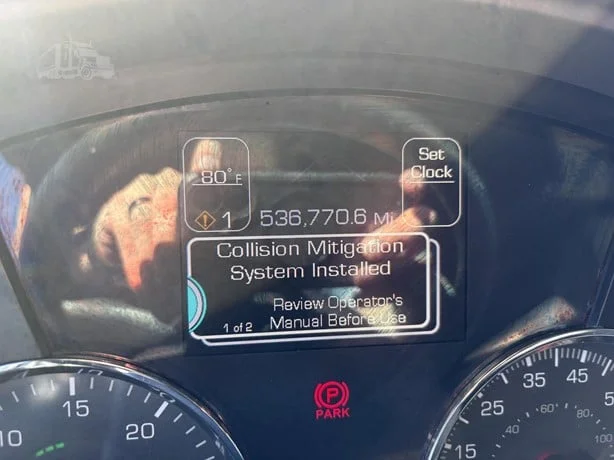 80°F
Set
Clock
1
536,770.6 Mi
Collision Mitigation
System Installed
Review Operator's
1 of 2
Manual Before Use
P
PARK
10
15
20
15
25
35
45
40
60
80
100